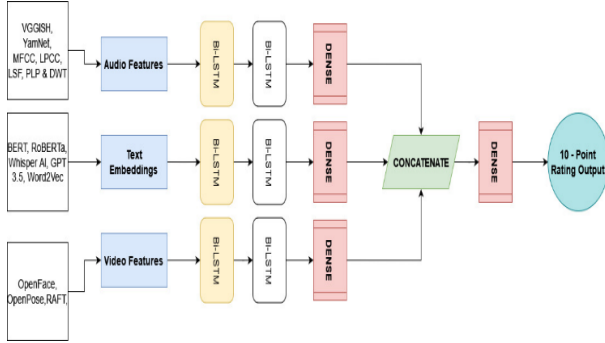 VGGISH,
YamNet,
MFCC, LPCC,
LSF, PLP & DWT
Audio Features
BI-LSTM
BI-LSTM
DENSE
BERT, RoBERTa,
Whisper AI, GPT
3.5, Word2Vec
Text
Embeddings
BI-LSTM
BI-LSTM
DENSE
CONCATENATE
DENSE
10 - Point
Rating Output
OpenFace,
OpenPose,RAFT,
Video Features
BI-LSTM
BI-LSTM
DENSE